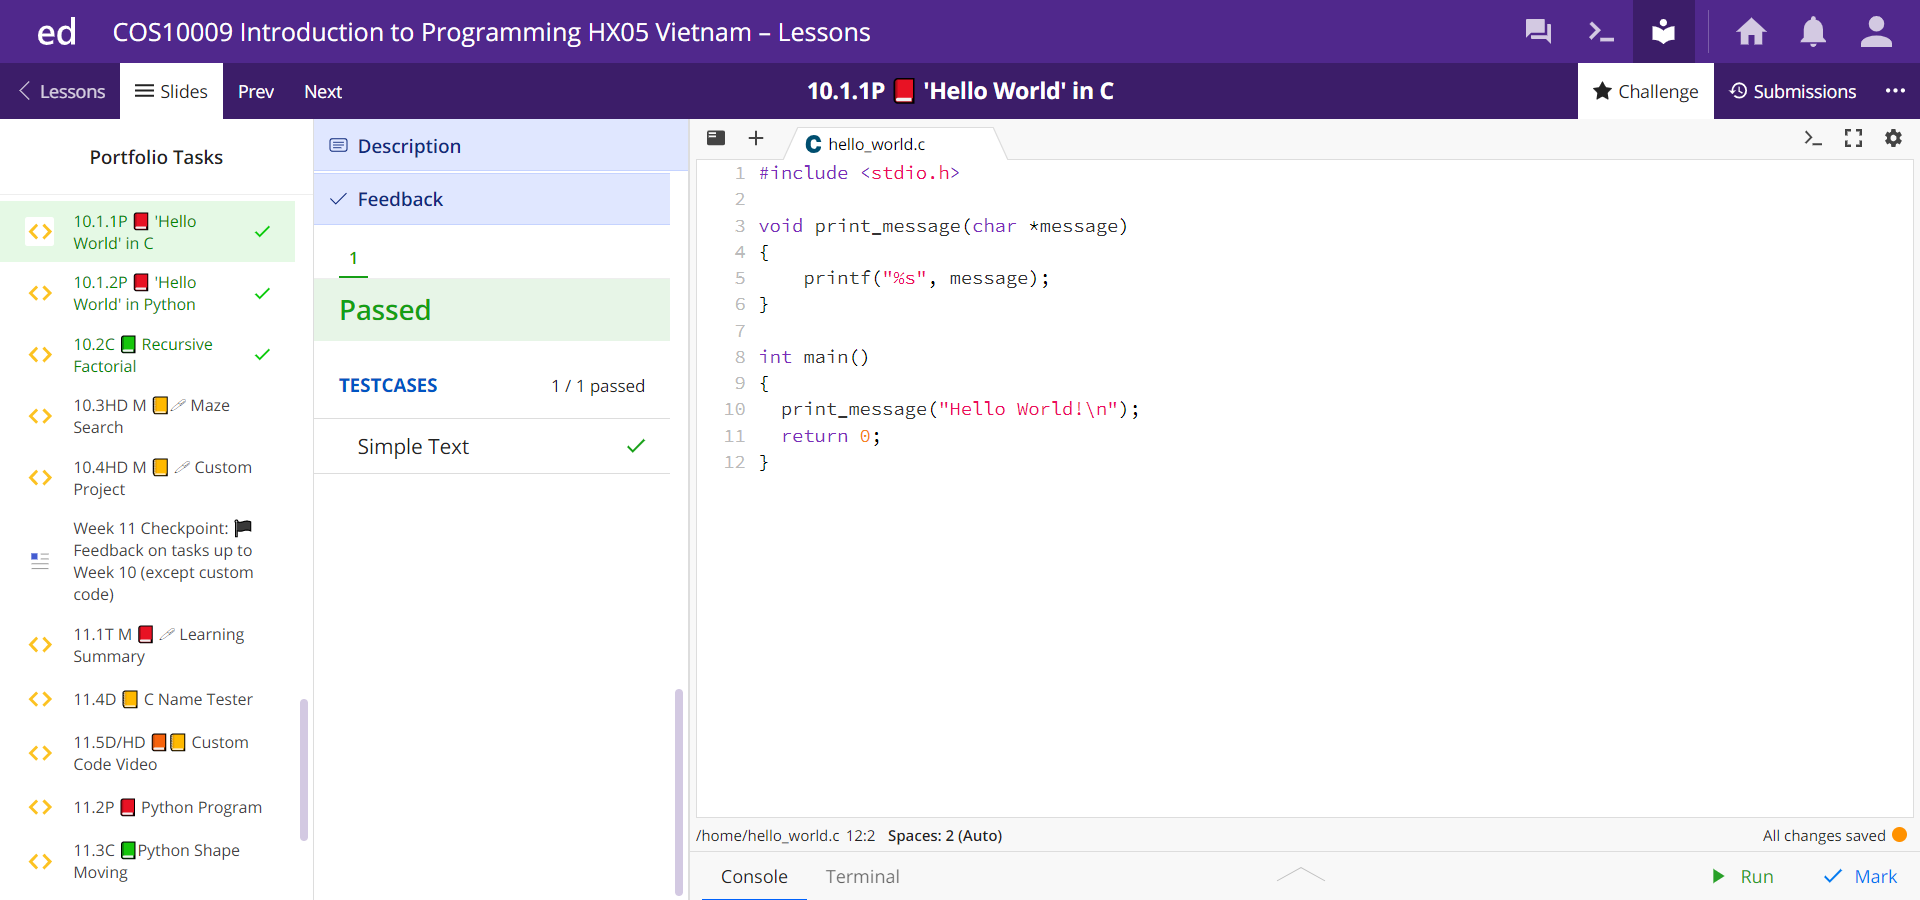 ed COS10009 Introduction to Programming HX05 Vietnam – Lessons
Lessons Slides Prev Next 10.1.1P 'Hello World' in C Challenge Submissions
Portfolio Tasks
10.1.1P 'Hello
World' in C
10.1.2P 'Hello
World' in Python
10.2C Recursive
Factorial
10.3HD M Maze
Search
10.4HD M Custom
Project
Week 11 Checkpoint:
Feedback on tasks up to
Week 10 (except custom
code)
11.1T M Learning
Summary
11.4D C Name Tester
11.5D/HD Custom
Code Video
11.2P Python Program
11.3C Python Shape
Moving
Description
Feedback
1
Passed
TESTCASES 1 / 1 passed
Simple Text
C hello_world.c
1 #include <stdio.h>
2
3 void print_message(char *message)
4 {
5     printf("%s", message);
6 }
7
8 int main()
9 {
10   print_message("Hello World!\n");
11   return 0;
12 }
/home/hello_world.c 12:2 Spaces: 2 (Auto) All changes saved
Console Terminal Run Mark